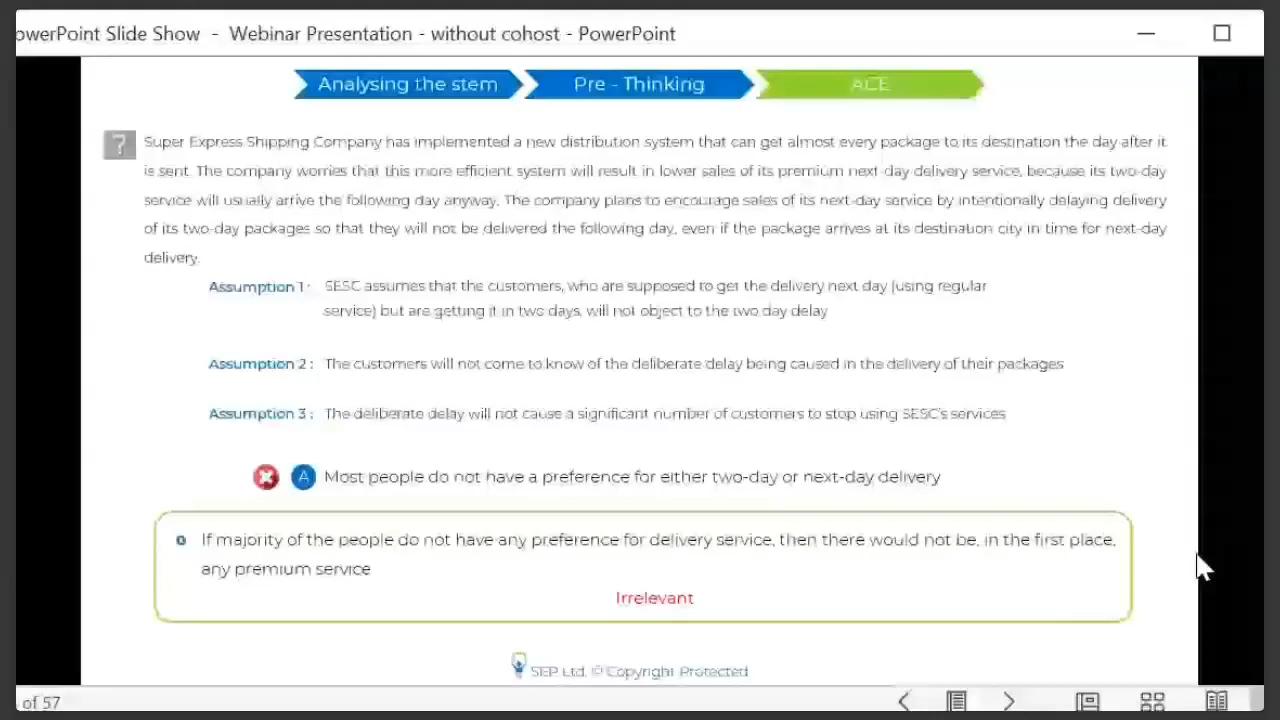 owerPoint Slide Show - Webinar Presentation - without cohost - PowerPoint
Analysing the stem Pre - Thinking ACE
? Super Express Shipping Company has implemented a new distribution system that can get almost every package to its destination the day after it
is sent. The company worries that this more efficient system will result in lower sales of its premium next-day delivery service, because its two-day
service will usually arrive the following day anyway. The company plans to encourage sales of its next-day service by intentionally delaying delivery
of its two-day packages so that they will not be delivered the following day, even if the package arrives at its destination city in time for next-day
delivery.
Assumption 1 : SESC assumes that the customers, who are supposed to get the delivery next day (using regular
service) but are getting it in two days, will not object to the two day delay
Assumption 2 : The customers will not come to know of the deliberate delay being caused in the delivery of their packages
Assumption 3 : The deliberate delay will not cause a significant number of customers to stop using SESC's services
A Most people do not have a preference for either two-day or next-day delivery
If majority of the people do not have any preference for delivery service, then there would not be, in the first place,
any premium service
Irrelevant
SEP Ltd. © Copyright Protected
of 57